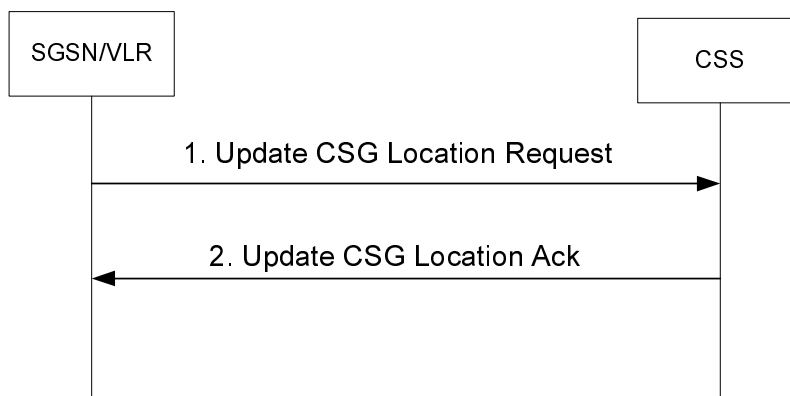 SGSN/VLR
CSS
1. Update CSG Location Request
2. Update CSG Location Ack